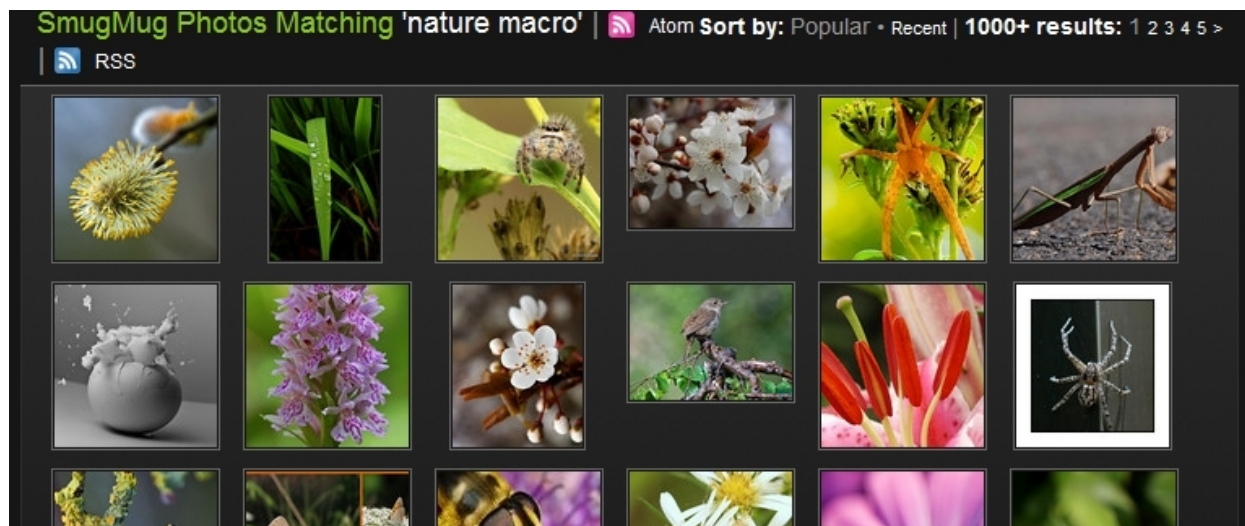 SmugMug Photos Matching 'nature macro' | Atom Sort by: Popular • Recent | 1000+ results: 1 2 3 4 5 >
| RSS